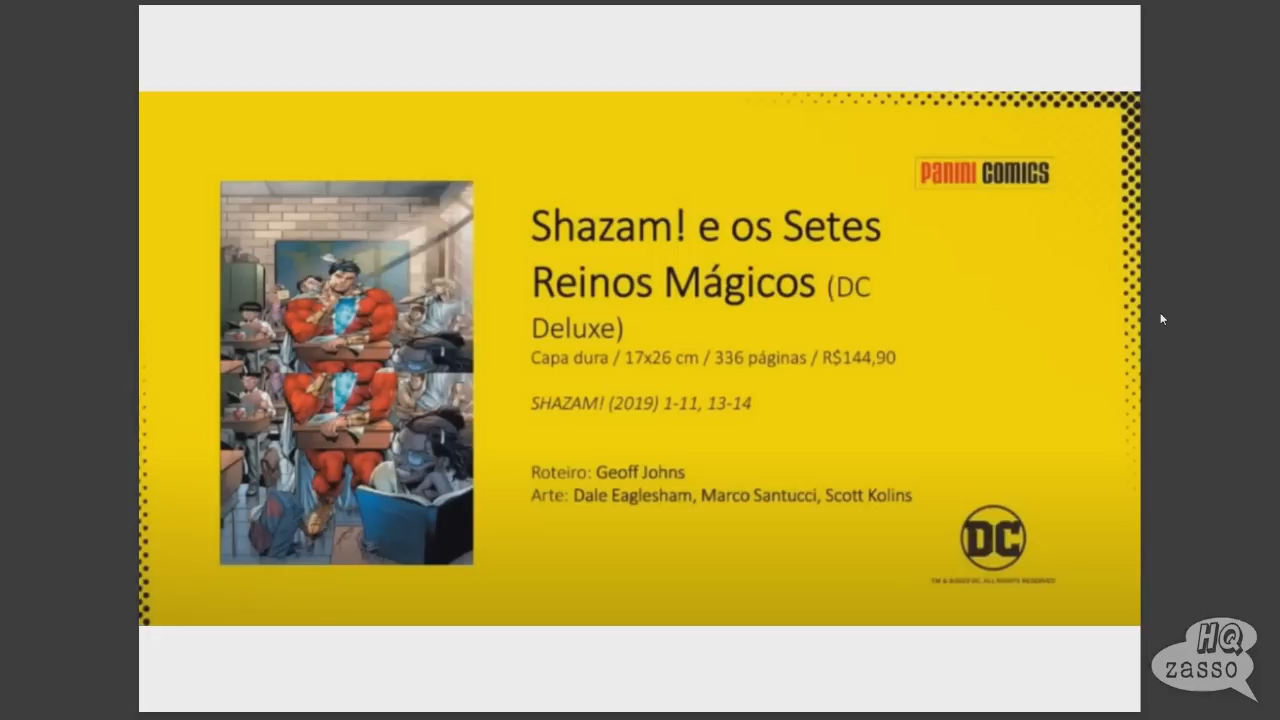 PANINI COMICS
Shazam! e os Setes
Reinos Mágicos (DC
Deluxe)
Capa dura / 17x26 cm / 336 páginas / R$144,90
SHAZAM! (2019) 1-11, 13-14
Roteiro: Geoff Johns
Arte: Dale Eaglesham, Marco Santucci, Scott Kolins
DC
HQ
zasso